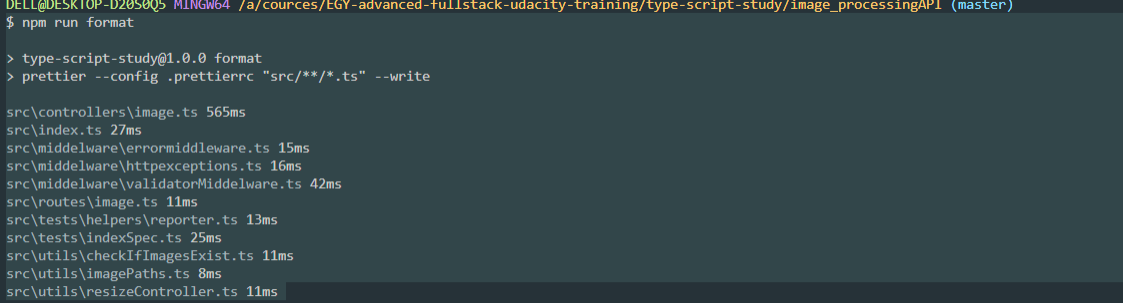 DELL@DESKTOP-D20S0Q5 MINGW64 /a/cources/EGY-advanced-fullstack-udacity-training/type-script-study/image_processingAPI (master)
$ npm run format
> type-script-study@1.0.0 format
> prettier --config .prettierrc "src/**/*.ts" --write
src\controllers\image.ts 565ms
src\index.ts 27ms
src\middelware\errormiddleware.ts 15ms
src\middelware\httpexceptions.ts 16ms
src\middelware\validatorMiddelware.ts 42ms
src\routes\image.ts 11ms
src\tests\helpers\reporter.ts 13ms
src\tests\indexSpec.ts 25ms
src\utils\checkIfImagesExist.ts 11ms
src\utils\imagePaths.ts 8ms
src\utils\resizeController.ts 11ms